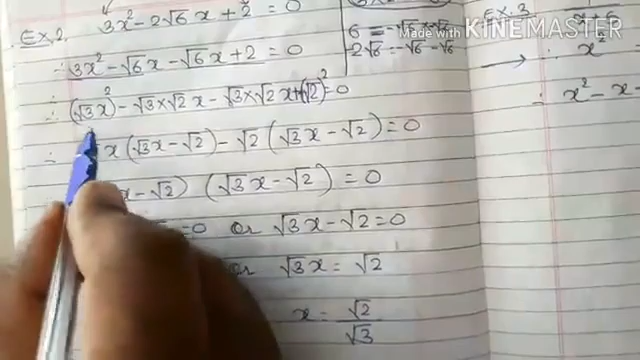 Ex.2. 3x² - 2√6 x + 2 = 0
∴ 3x² - √6 x - √6 x + 2 = 0
∴ (√3 x)² - √3 × √2 x - √3 × √2 x + (√2)² = 0
∴ x (√3 x - √2) - √2 (√3 x - √2) = 0
x - √2) (√3 x - √2) = 0
= 0 or √3 x - √2 = 0
or √3 x = √2
x = √2 / √3
6 = -√6 × √6
-2√6 = -√6 - √6
Ex.3
Made with KINEMASTER
→ ∴ x²
∴ x² - x -